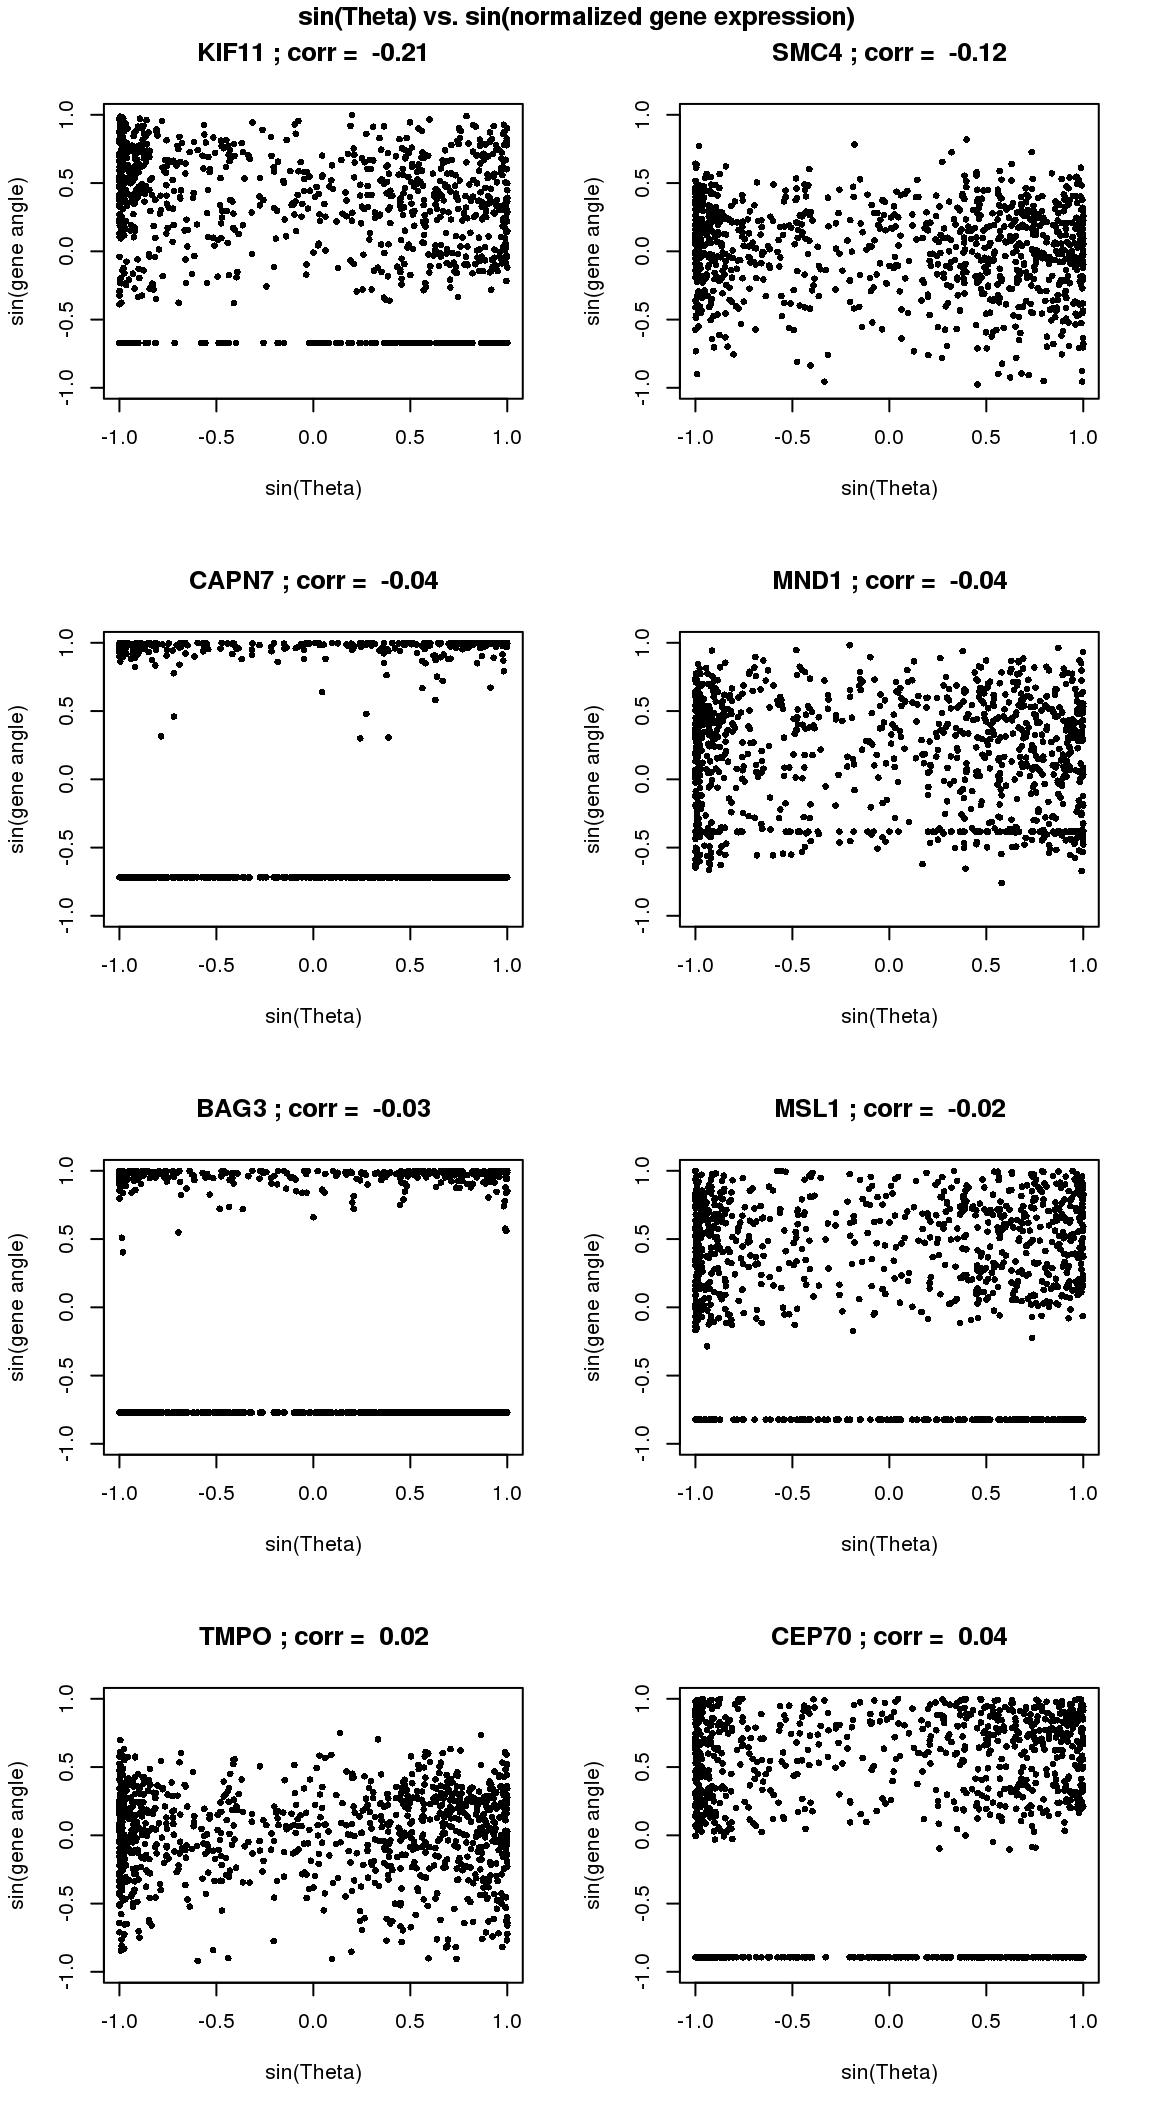 sin(Theta) vs. sin(normalized gene expression)
KIF11 ; corr = -0.21
SMC4 ; corr = -0.12
sin(gene angle)
1.0
0.5
0.0
-0.5
-1.0
-1.0 -0.5 0.0 0.5 1.0
sin(Theta)
sin(gene angle)
1.0
0.5
0.0
-0.5
-1.0
-1.0 -0.5 0.0 0.5 1.0
sin(Theta)
CAPN7 ; corr = -0.04
MND1 ; corr = -0.04
sin(gene angle)
1.0
0.5
0.0
-0.5
-1.0
-1.0 -0.5 0.0 0.5 1.0
sin(Theta)
sin(gene angle)
1.0
0.5
0.0
-0.5
-1.0
-1.0 -0.5 0.0 0.5 1.0
sin(Theta)
BAG3 ; corr = -0.03
MSL1 ; corr = -0.02
sin(gene angle)
1.0
0.5
0.0
-0.5
-1.0
-1.0 -0.5 0.0 0.5 1.0
sin(Theta)
sin(gene angle)
1.0
0.5
0.0
-0.5
-1.0
-1.0 -0.5 0.0 0.5 1.0
sin(Theta)
TMPO ; corr = 0.02
CEP70 ; corr = 0.04
sin(gene angle)
1.0
0.5
0.0
-0.5
-1.0
-1.0 -0.5 0.0 0.5 1.0
sin(Theta)
sin(gene angle)
1.0
0.5
0.0
-0.5
-1.0
-1.0 -0.5 0.0 0.5 1.0
sin(Theta)